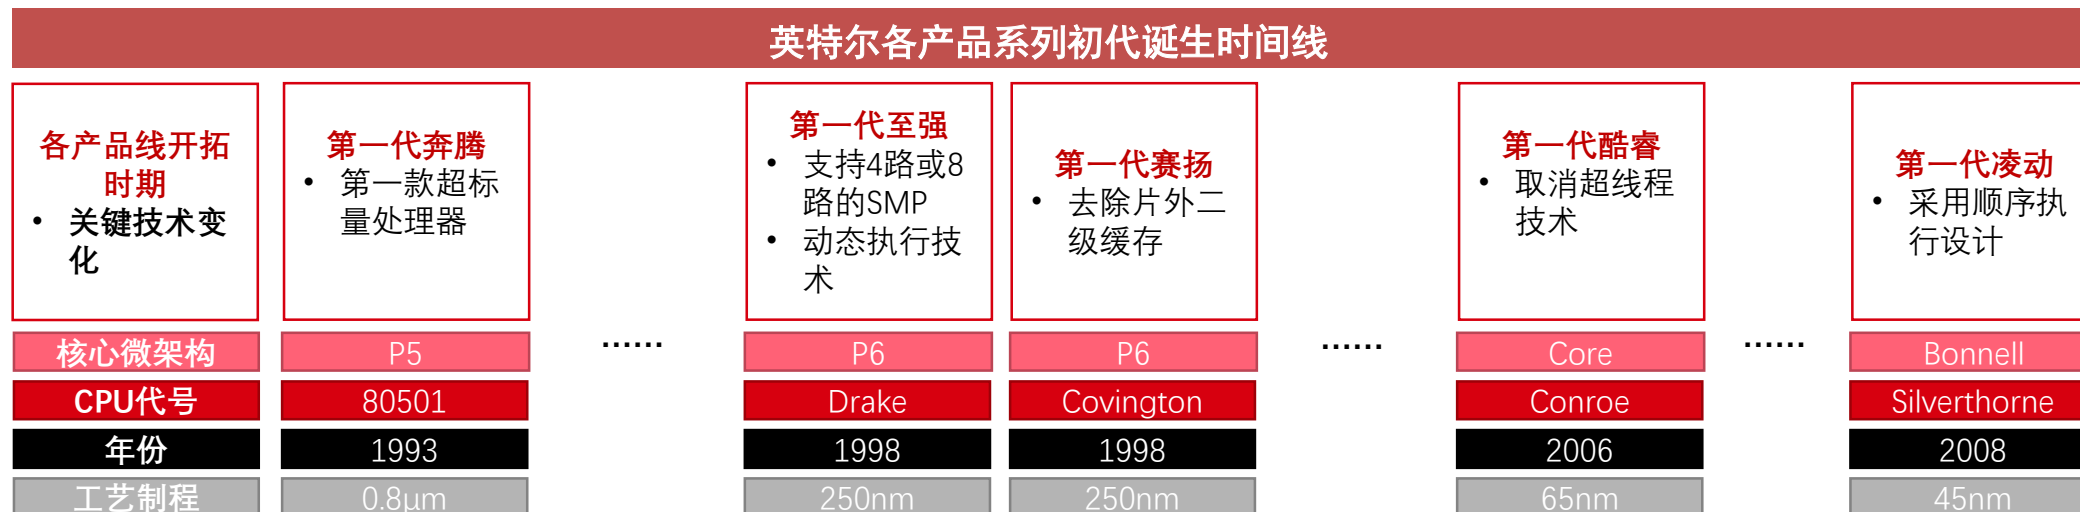 英特尔各产品系列初代诞生时间线
各产品线开拓
时期
• 关键技术变
化
第一代奔腾
• 第一款超标
量处理器
第一代至强
• 支持4路或8
路的SMP
• 动态执行技
术
第一代赛扬
• 去除片外二
级缓存
第一代酷睿
• 取消超线程
技术
第一代凌动
• 采用顺序执
行设计
核心微架构
P5
......
P6
P6
......
Core
......
Bonnell
CPU代号
80501
Drake
Covington
Conroe
Silverthorne
年份
1993
1998
1998
2006
2008
工艺制程
0.8μm
250nm
250nm
65nm
45nm